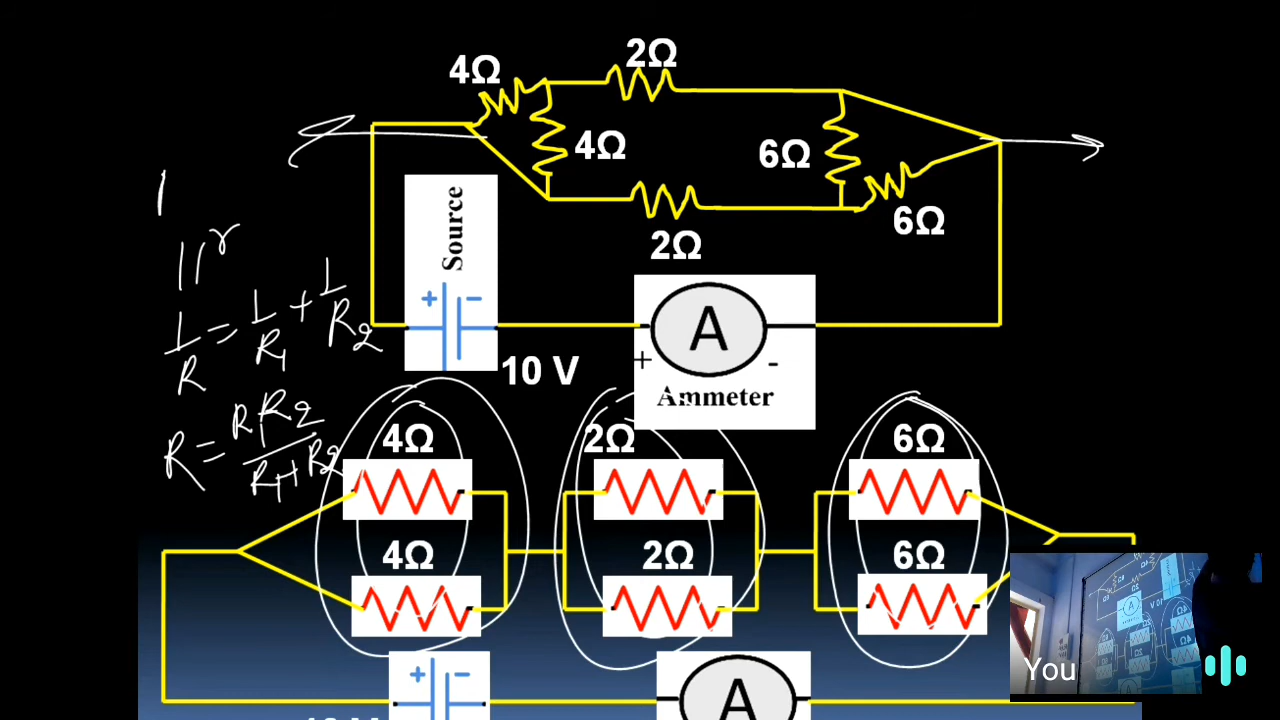 2Ω
4Ω
4Ω
6Ω
6Ω
2Ω
Source
+ -
10 V
A
+ -
Ammeter
1
||r
1/R = 1/R1 + 1/R2
R = R1R2/R1+R2
4Ω
2Ω
6Ω
4Ω
2Ω
6Ω
+ -
A
You